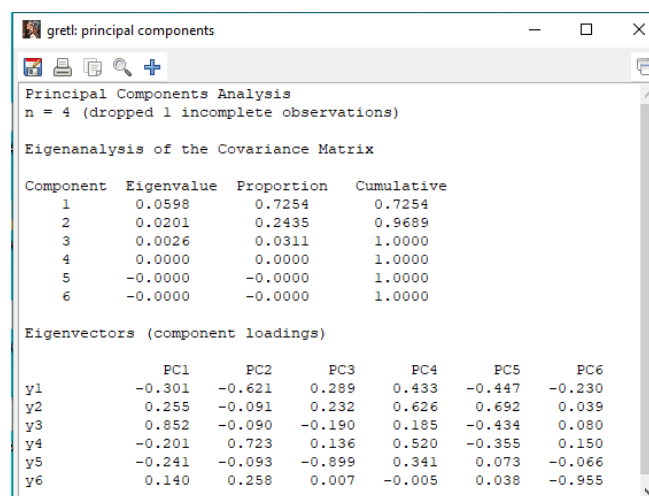 gretl: principal components
Principal Components Analysis
n = 4 (dropped 1 incomplete observations)
Eigenanalysis of the Covariance Matrix
Component Eigenvalue Proportion Cumulative
1 0.0598 0.7254 0.7254
2 0.0201 0.2435 0.9689
3 0.0026 0.0311 1.0000
4 0.0000 0.0000 1.0000
5 -0.0000 -0.0000 1.0000
6 -0.0000 -0.0000 1.0000
Eigenvectors (component loadings)
PC1 PC2 PC3 PC4 PC5 PC6
y1 -0.301 -0.621 0.289 0.433 -0.447 -0.230
y2 0.255 -0.091 0.232 0.626 0.692 0.039
y3 0.852 -0.090 -0.190 0.185 -0.434 0.080
y4 -0.201 0.723 0.136 0.520 -0.355 0.150
y5 -0.241 -0.093 -0.899 0.341 0.073 -0.066
y6 0.140 0.258 0.007 -0.005 0.038 -0.955